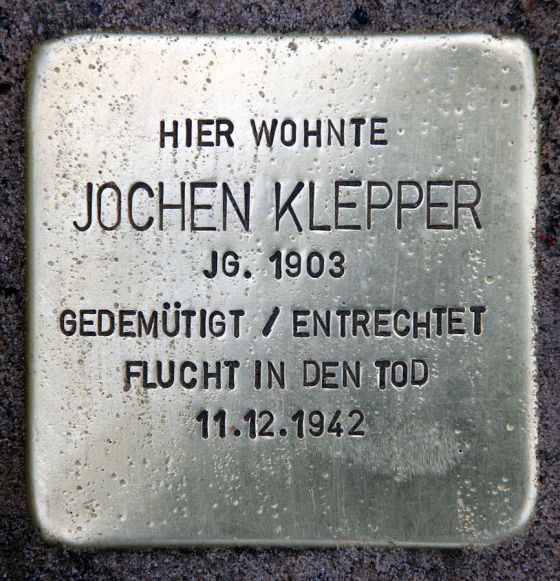 HIER WOHNTE
JOCHEN KLEPPER
JG. 1903
GEDEMÜTIGT / ENTRECHTET
FLUCHT IN DEN TOD
11.12.1942